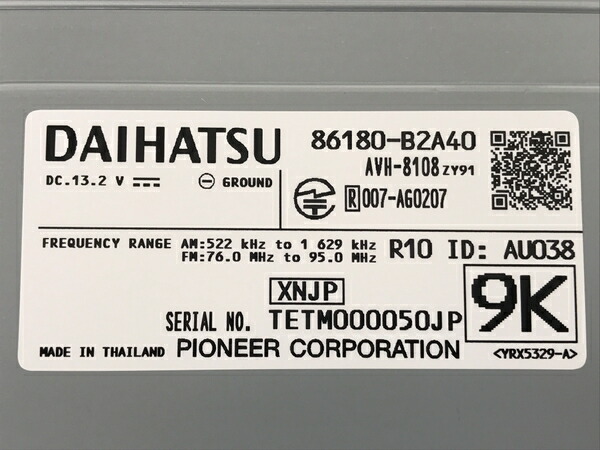 DAIHATSU 86180-B2A40
AVH-8108 ZY91
DC.13.2 V ⎓ ⊖ GROUND
R 007-AG0207
FREQUENCY RANGE AM:522 kHz to 1 629 kHz R10 ID: AU038
FM:76.0 MHz to 95.0 MHz
XNJP
9K
SERIAL NO. TETM000050JP
MADE IN THAILAND PIONEER CORPORATION <YRX5329-A>